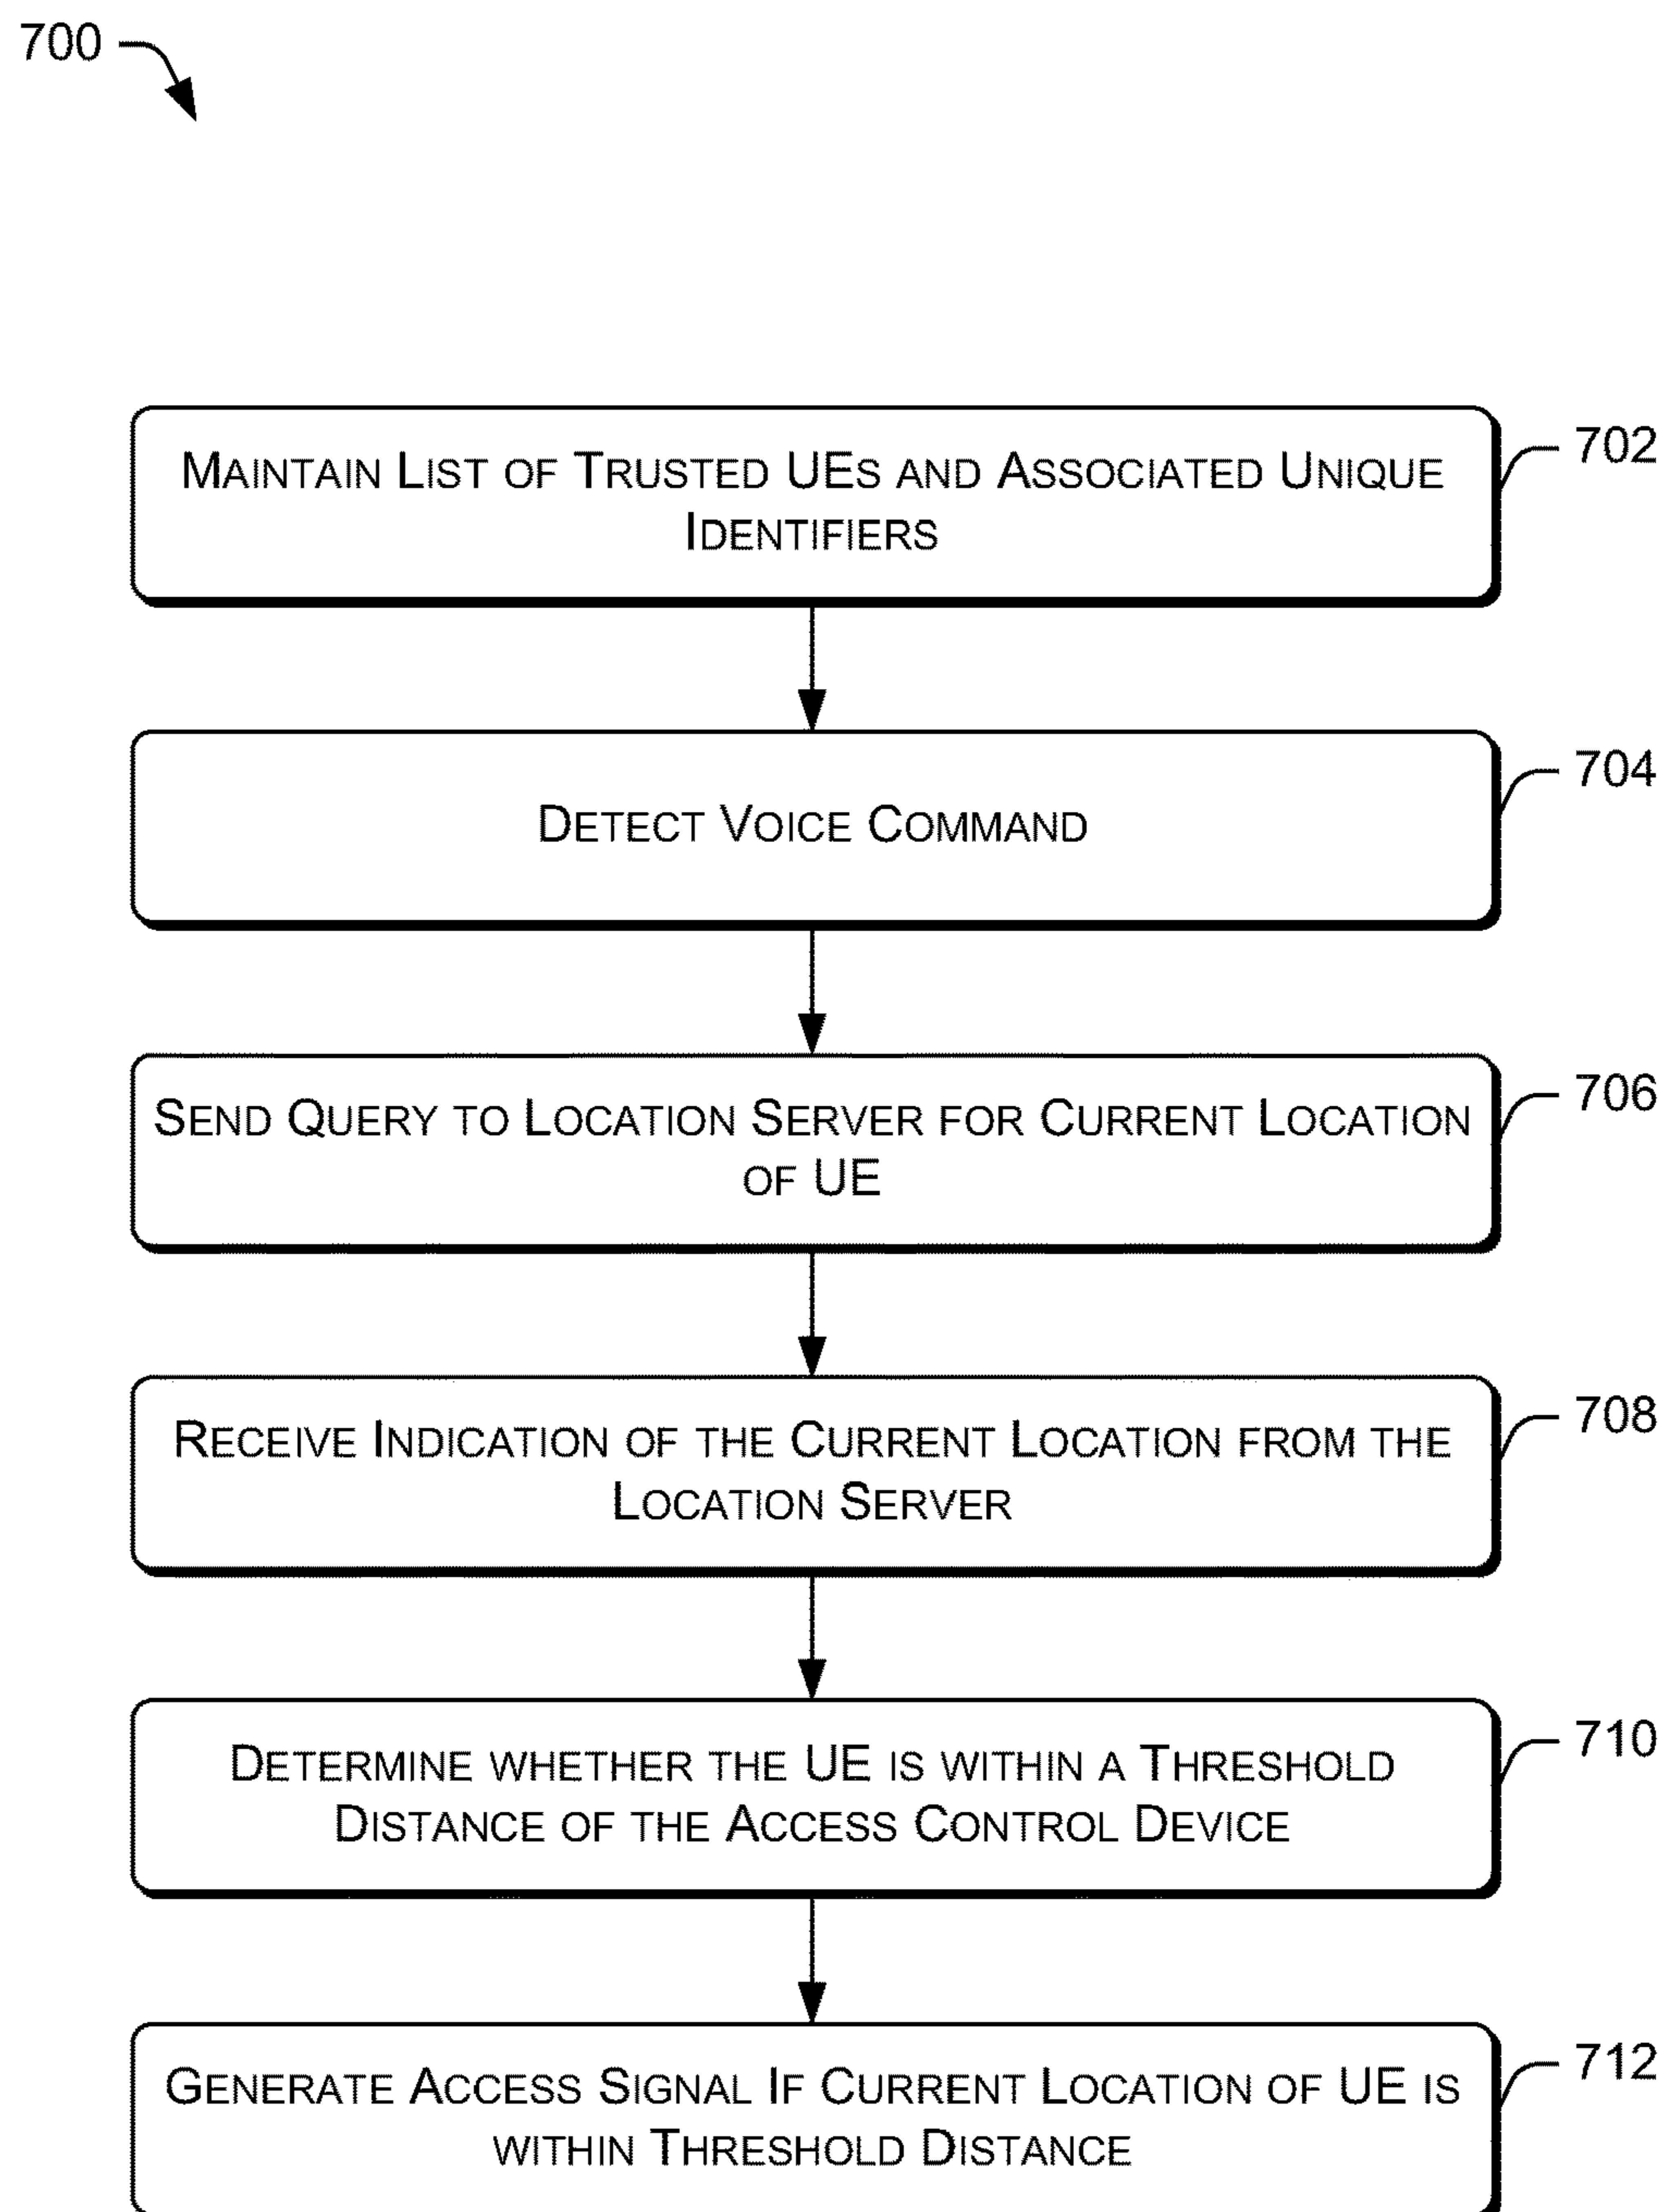 700
MAINTAIN LIST OF TRUSTED UES AND ASSOCIATED UNIQUE
IDENTIFIERS
702
DETECT VOICE COMMAND
704
SEND QUERY TO LOCATION SERVER FOR CURRENT LOCATION
OF UE
706
RECEIVE INDICATION OF THE CURRENT LOCATION FROM THE
LOCATION SERVER
708
DETERMINE WHETHER THE UE IS WITHIN A THRESHOLD
DISTANCE OF THE ACCESS CONTROL DEVICE
710
GENERATE ACCESS SIGNAL IF CURRENT LOCATION OF UE IS
WITHIN THRESHOLD DISTANCE
712